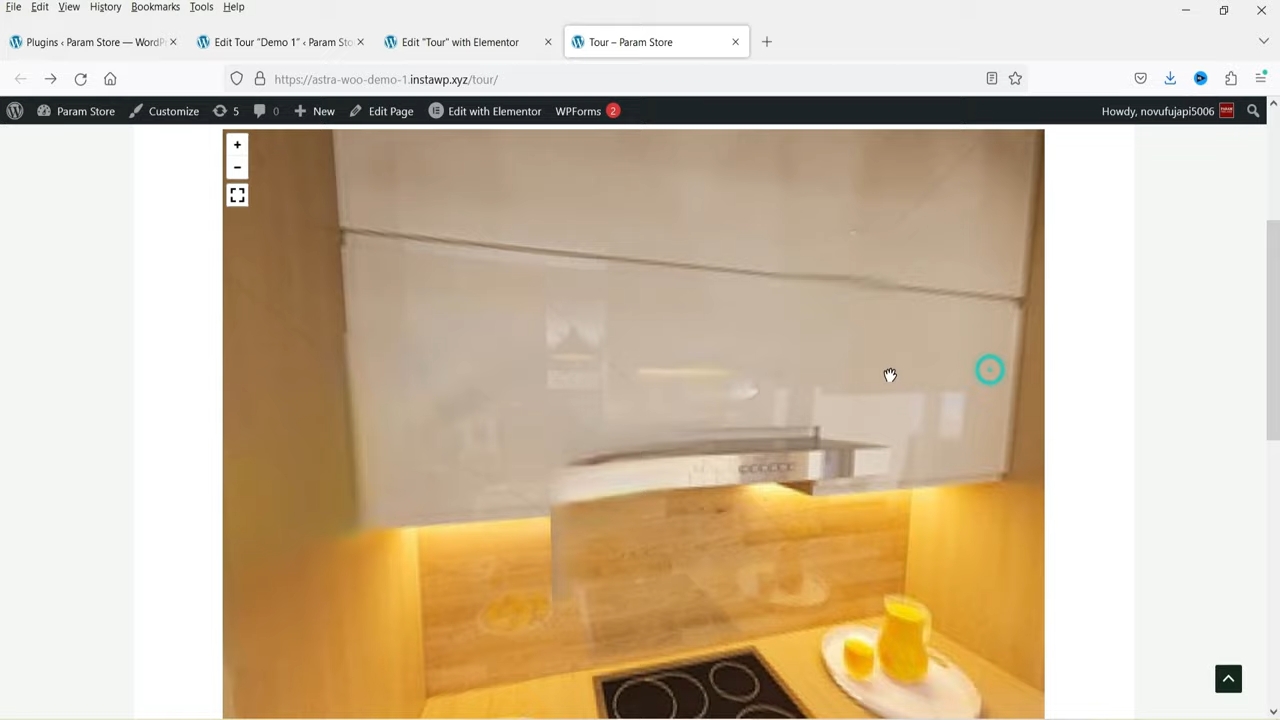 File Edit View History Bookmarks Tools Help
Plugins ‹ Param Store — WordP
Edit Tour "Demo 1" ‹ Param Sto
Edit "Tour" with Elementor
Tour – Param Store
https://astra-woo-demo-1.instawp.xyz/tour/
Param Store Customize 5 0 New Edit Page Edit with Elementor WPForms 2 Howdy, novufujapi5006
+
−